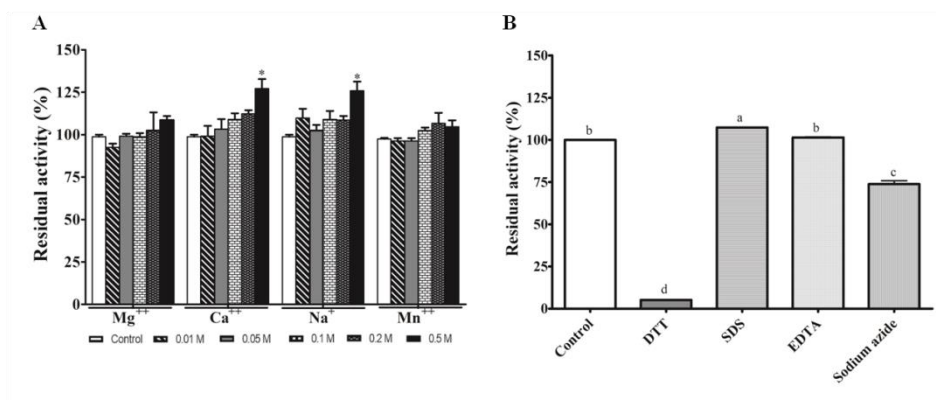 A
Residual activity (%)
150
125
100
75
50
25
0
*
*
Mg++
Ca++
Na+
Mn++
Control
0.01 M
0.05 M
0.1 M
0.2 M
0.5 M
B
Residual activity (%)
150
125
100
75
50
25
0
b
d
a
b
c
Control
DTT
SDS
EDTA
Sodium azide